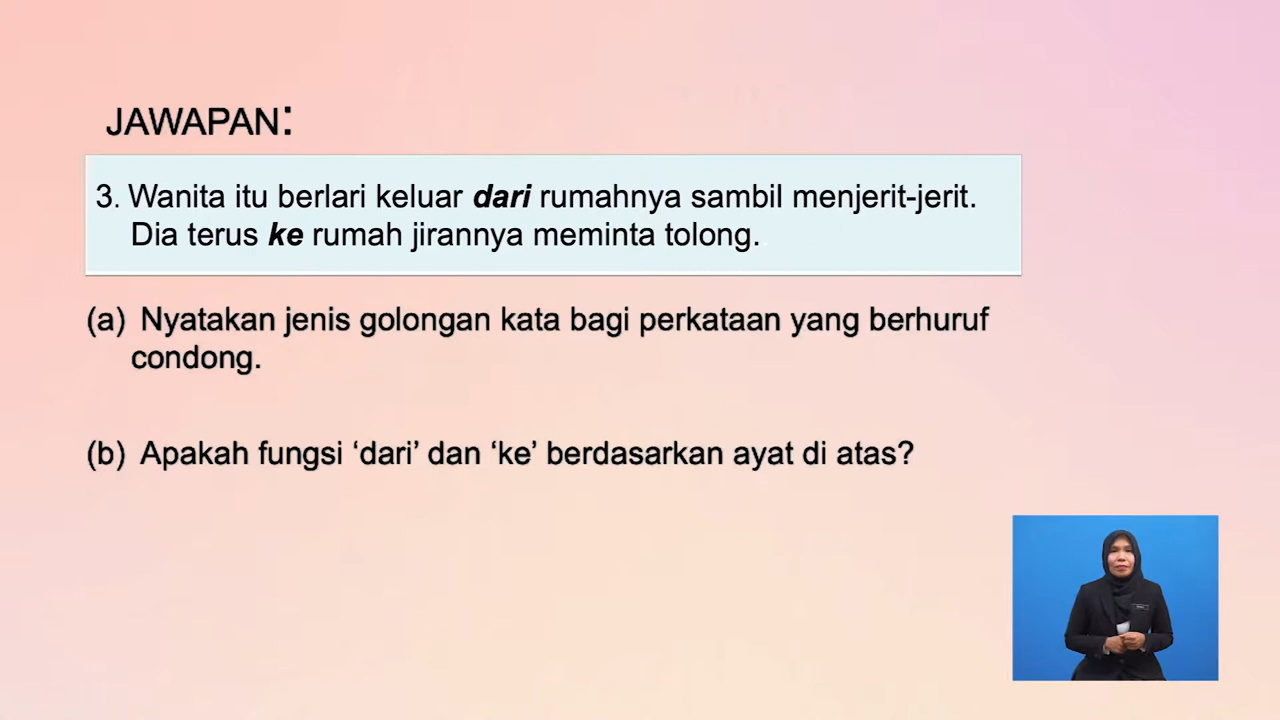 JAWAPAN:
3. Wanita itu berlari keluar dari rumahnya sambil menjerit-jerit.
Dia terus ke rumah jirannya meminta tolong.
(a) Nyatakan jenis golongan kata bagi perkataan yang berhuruf
condong.
(b) Apakah fungsi ‘dari’ dan ‘ke’ berdasarkan ayat di atas?